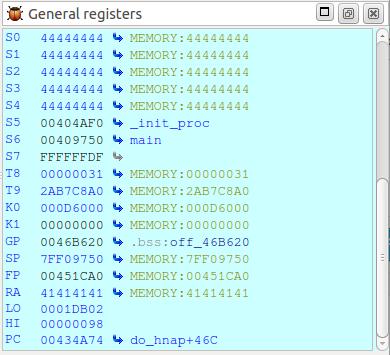 General registers
S0 44444444 MEMORY:44444444
S1 44444444 MEMORY:44444444
S2 44444444 MEMORY:44444444
S3 44444444 MEMORY:44444444
S4 44444444 MEMORY:44444444
S5 00404AF0 _init_proc
S6 00409750 main
S7 FFFFFFDF
T8 00000031 MEMORY:00000031
T9 2AB7C8A0 MEMORY:2AB7C8A0
K0 000D6000 MEMORY:000D6000
K1 00000000 MEMORY:00000000
GP 0046B620 .bss:off_46B620
SP 7FF09750 MEMORY:7FF09750
FP 00451CA0 MEMORY:00451CA0
RA 41414141 MEMORY:41414141
LO 0001DB02
HI 00000098
PC 00434A74 do_hnap+46C